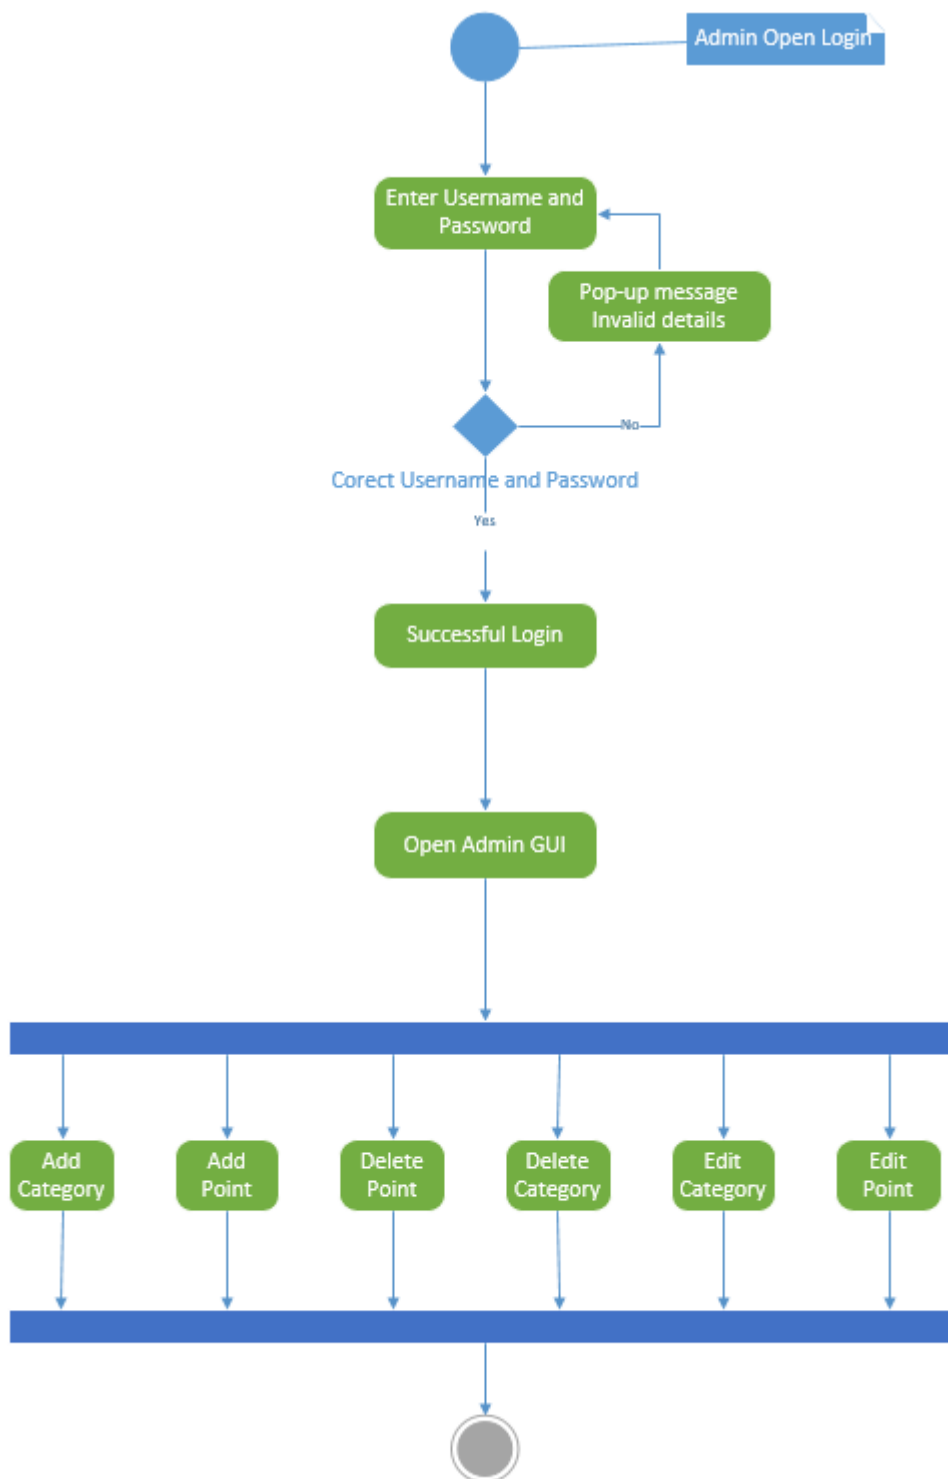 Admin Open Login
Enter Username and
Password
Pop-up message
Invalid details
No
Corect Username and Password
Yes
Successful Login
Open Admin GUI
Add
Category
Add
Point
Delete
Point
Delete
Category
Edit
Category
Edit
Point